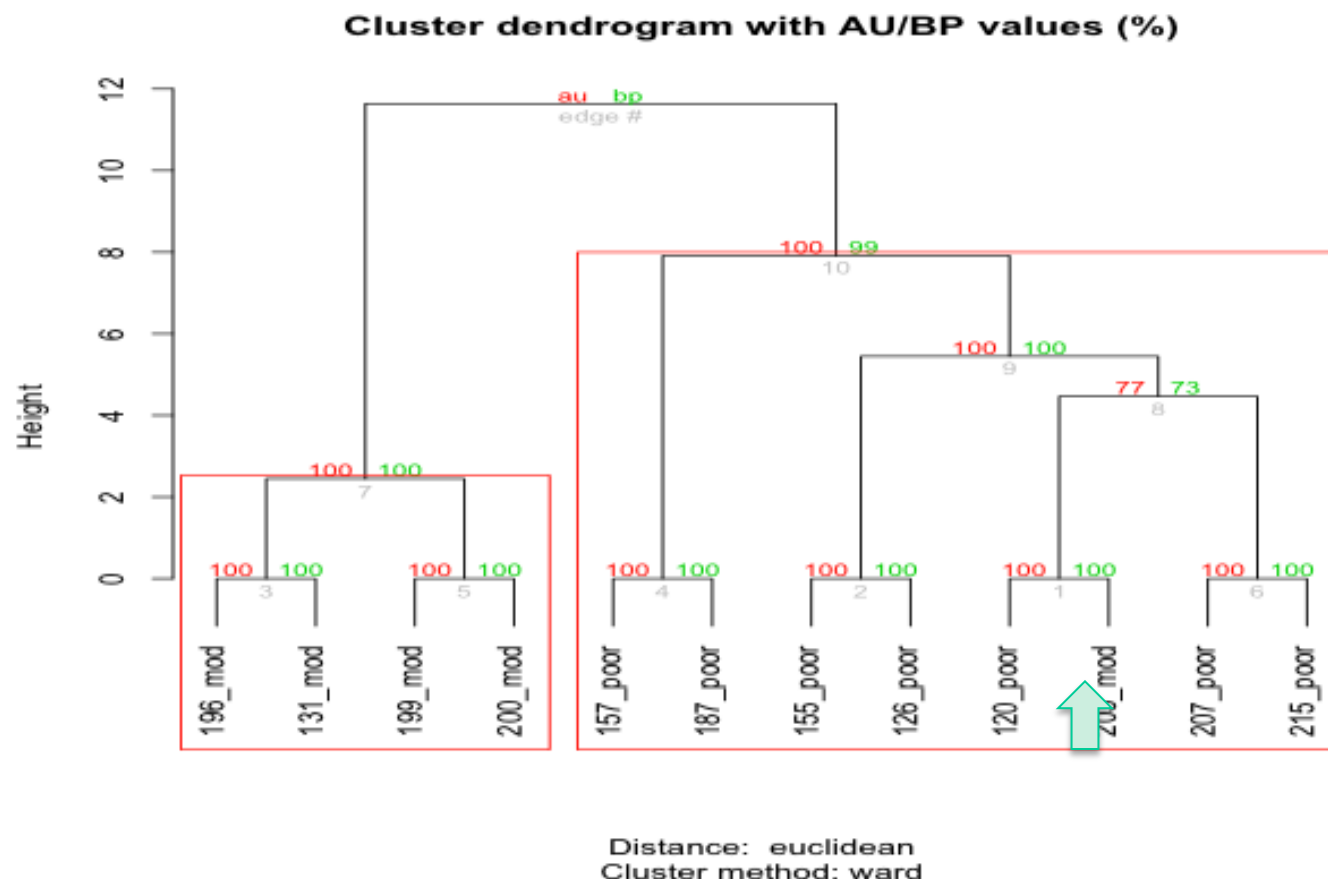 Cluster dendrogram with AU/BP values (%)
au bp
edge #
12
10
8
6
4
2
0
Height
100 99
10
100 100
9
77 73
8
100 100
7
100 100 100 100 100 100 100 100 100 100 100 100
3 5 4 2 1 6
196_mod
131_mod
199_mod
200_mod
157_poor
187_poor
155_poor
126_poor
120_poor
_mod
207_poor
215_poor
Distance: euclidean
Cluster method: ward